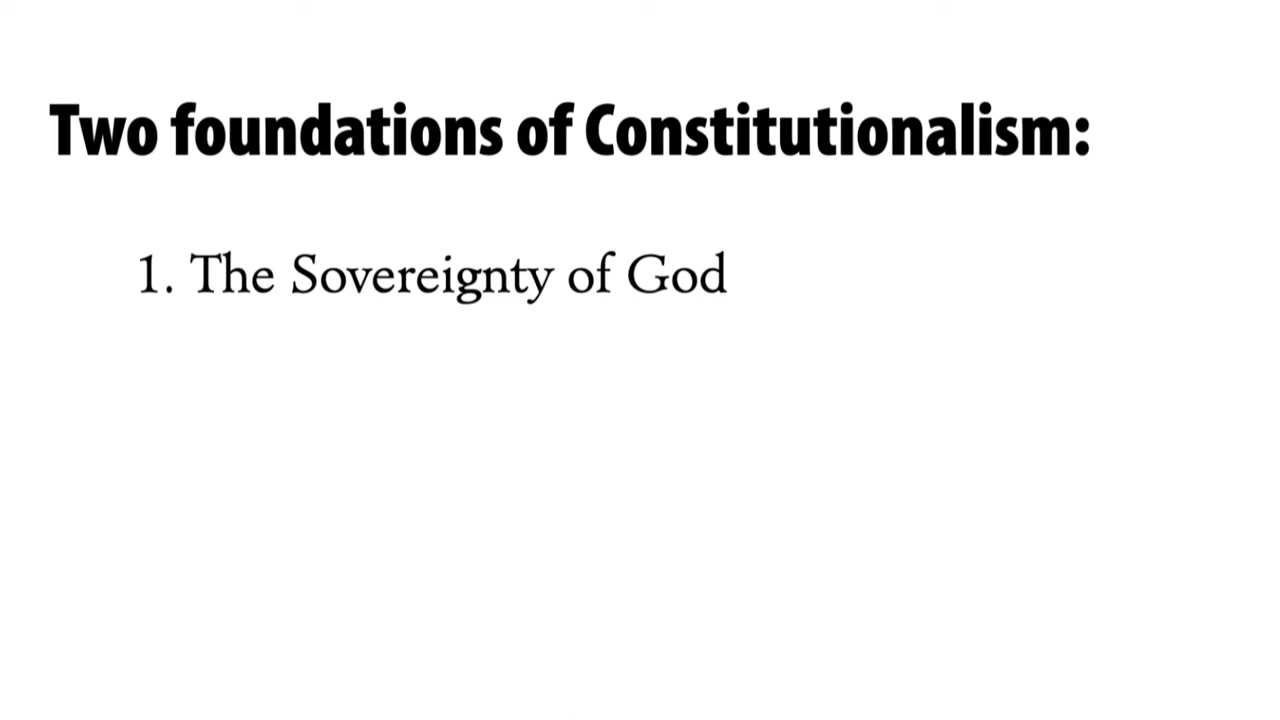 Two foundations of Constitutionalism:
1. The Sovereignty of God